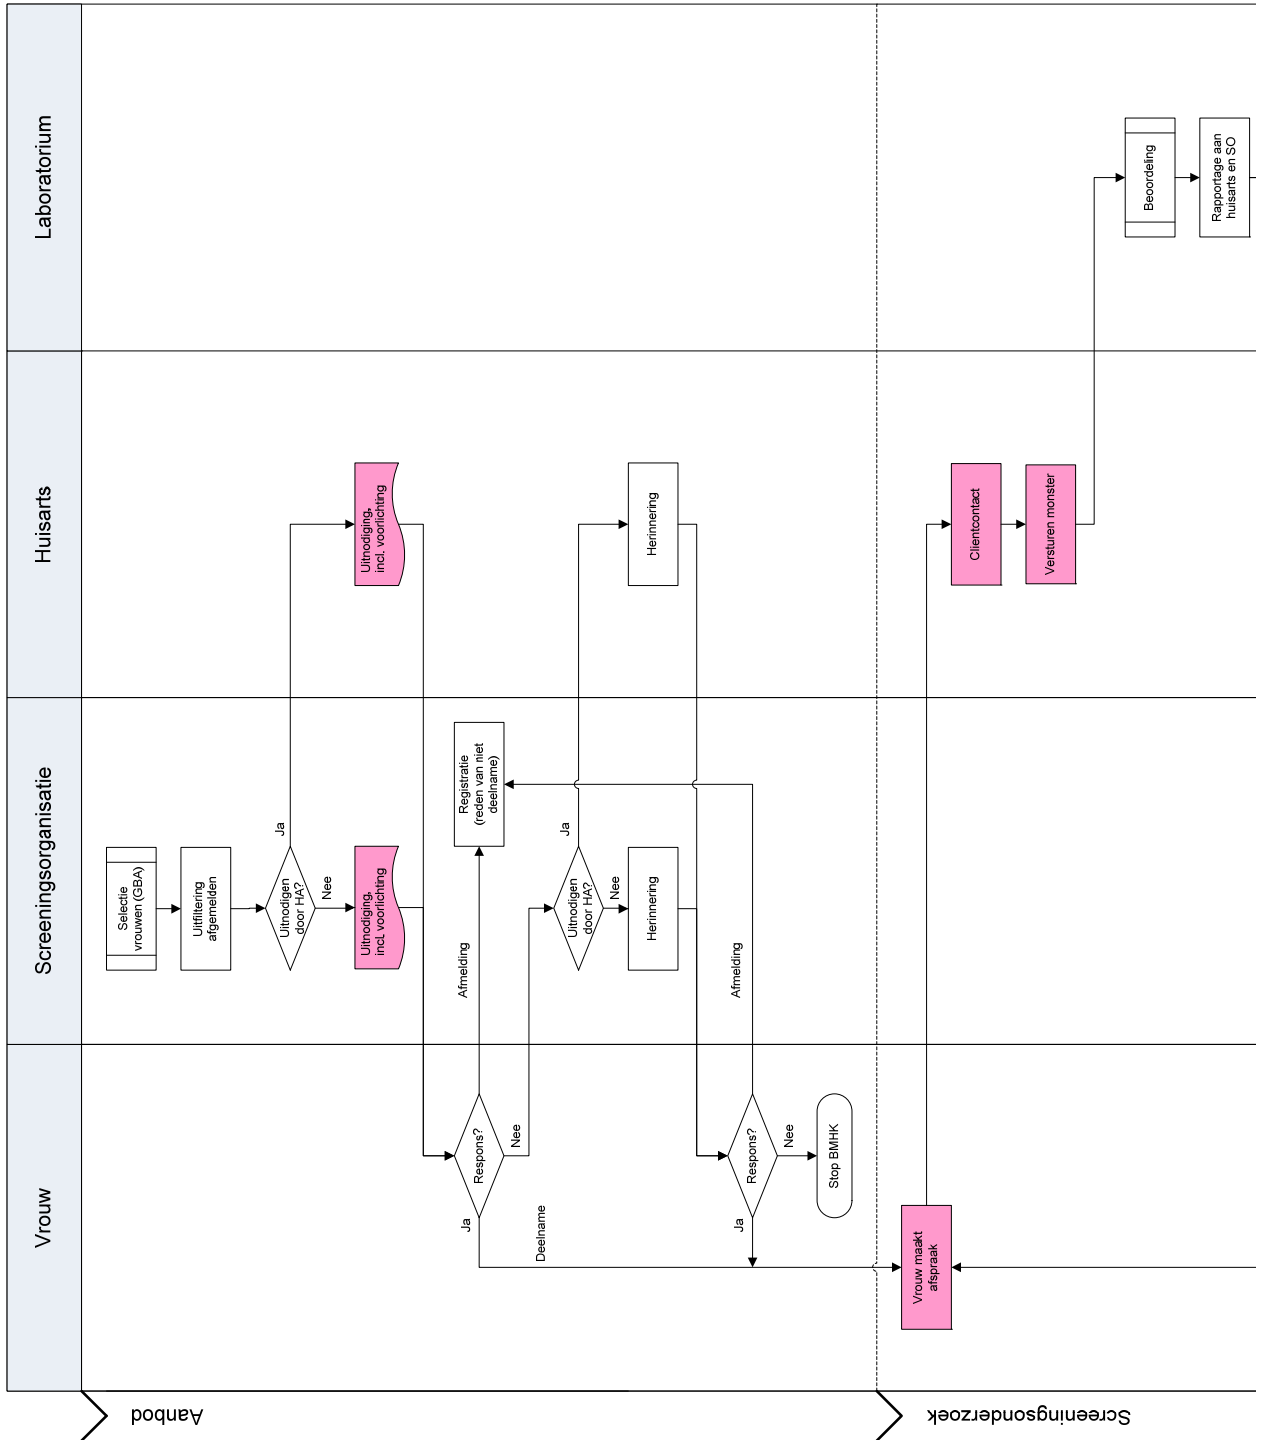 Laboratorium
Huisarts
Screeningsorganisatie
Vrouw
Aanbod
Screeningsonderzoek
Selectie
vrouwen (GBA)
Uitfiltering
afgemelden
Uitnodigen
door HA?
Ja
Nee
Uitnodiging,
incl. voorlichting
Uitnodiging,
incl. voorlichting
Respons?
Ja
Nee
Afmelding
Deelname
Registratie
(reden van niet
deelname)
Uitnodigen
door HA?
Ja
Nee
Herinnering
Herinnering
Respons?
Ja
Nee
Afmelding
Stop BMHK
Vrouw maakt
afspraak
Clientcontact
Versturen monster
Beoordeling
Rapportage aan
huisarts en SO